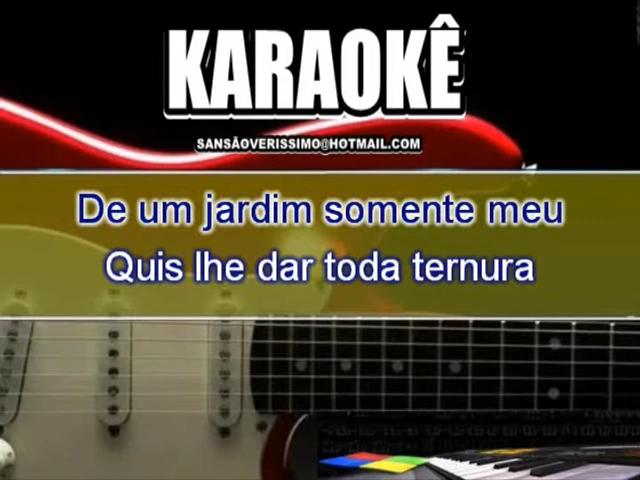 KARAOKÊ
SANSÃOVERISSIMO@HOTMAIL.COM
De um jardim somente meu
Quis lhe dar toda ternura